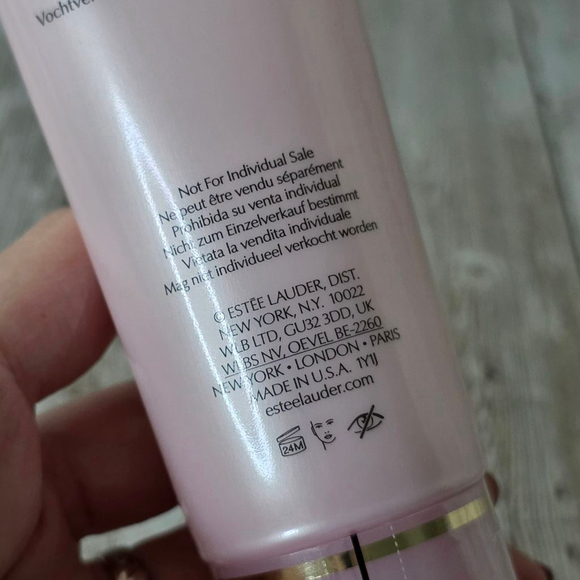 Not For Individual Sale
Ne peut être vendu séparément
Prohibida su venta individual
Nicht zum Einzelverkauf bestimmt
Vietata la vendita individuale
Mag niet individueel verkocht worden
© ESTÉE LAUDER, DIST.
NEW YORK, N.Y. 10022
WLB LTD, GU32 3DD, UK
WLBS NV, OEVEL BE-2260
NEW YORK • LONDON • PARIS
MADE IN U.S.A. 1Y1J
esteelauder.com
24M